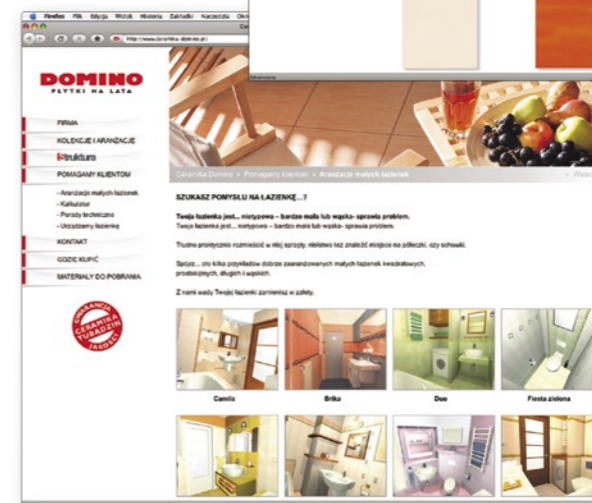 Firefox Plik Edycja Widok Historia Zakładki Narzędzia
http://www.ceramika-domino.pl/
DOMINO
PŁYTKI NA LATA
FIRMA
KOLEKCJE I ARANŻACJE
Struktura
POMAGAMY KLIENTOM
- Aranżacje małych łazienek
- Kalkulator
- Porady techniczne
- Urządzamy łazienkę
KONTAKT
GDZIE KUPIĆ
MATERIAŁY DO POBRANIA
GWARANCJA
CERAMIKA
TUBĄDZIN
JAKOŚCI
Ceramika Domino » Pomagamy klientom » Aranżacje małych łazienek
SZUKASZ POMYSŁU NA ŁAZIENKĘ...?
Twoja łazienka jest... nietypowa – bardzo mała lub wąska- sprawia problem.
Twoja łazienka jest... nietypowa – bardzo mała lub wąska- sprawia problem.
Trudno praktycznie rozmieścić w niej sprzęty, niełatwo też znaleźć miejsce na półeczki, czy schowki.
Spójrz... oto kilka przykładów dobrze zaaranżowanych małych łazienek kwadratowych,
prostokątnych, długich i wąskich.
Z nami wady Twojej łazienki zamienisz w zalety.
Camila
Brika
Duo
Fiesta zielona